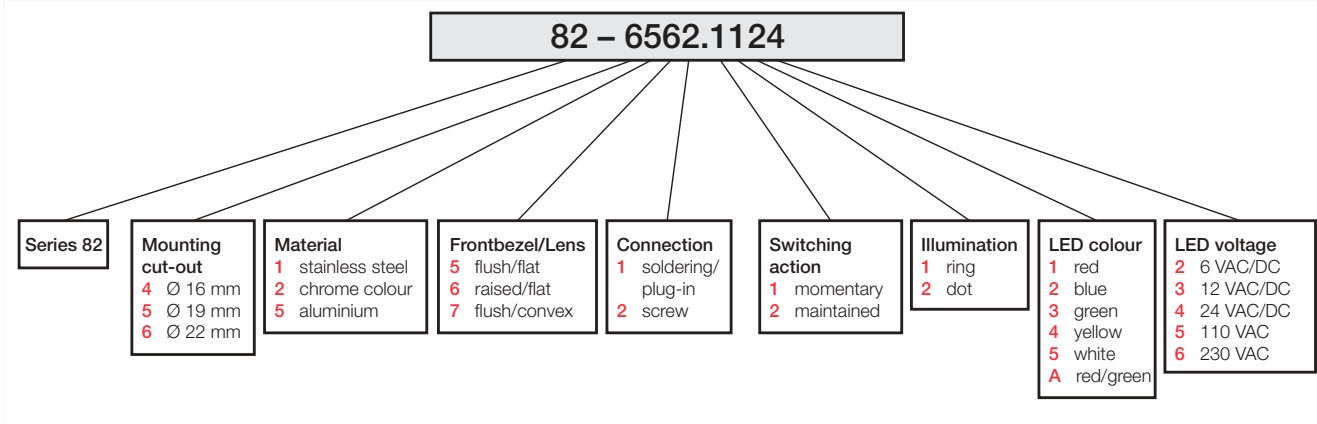 82 – 6562.1124
Series 82
Mounting
cut-out
4 Ø 16 mm
5 Ø 19 mm
6 Ø 22 mm
Material
1 stainless steel
2 chrome colour
5 aluminium
Frontbezel/Lens
5 flush/flat
6 raised/flat
7 flush/convex
Connection
1 soldering/
plug-in
2 screw
Switching
action
1 momentary
2 maintained
Illumination
1 ring
2 dot
LED colour
1 red
2 blue
3 green
4 yellow
5 white
A red/green
LED voltage
2 6 VAC/DC
3 12 VAC/DC
4 24 VAC/DC
5 110 VAC
6 230 VAC